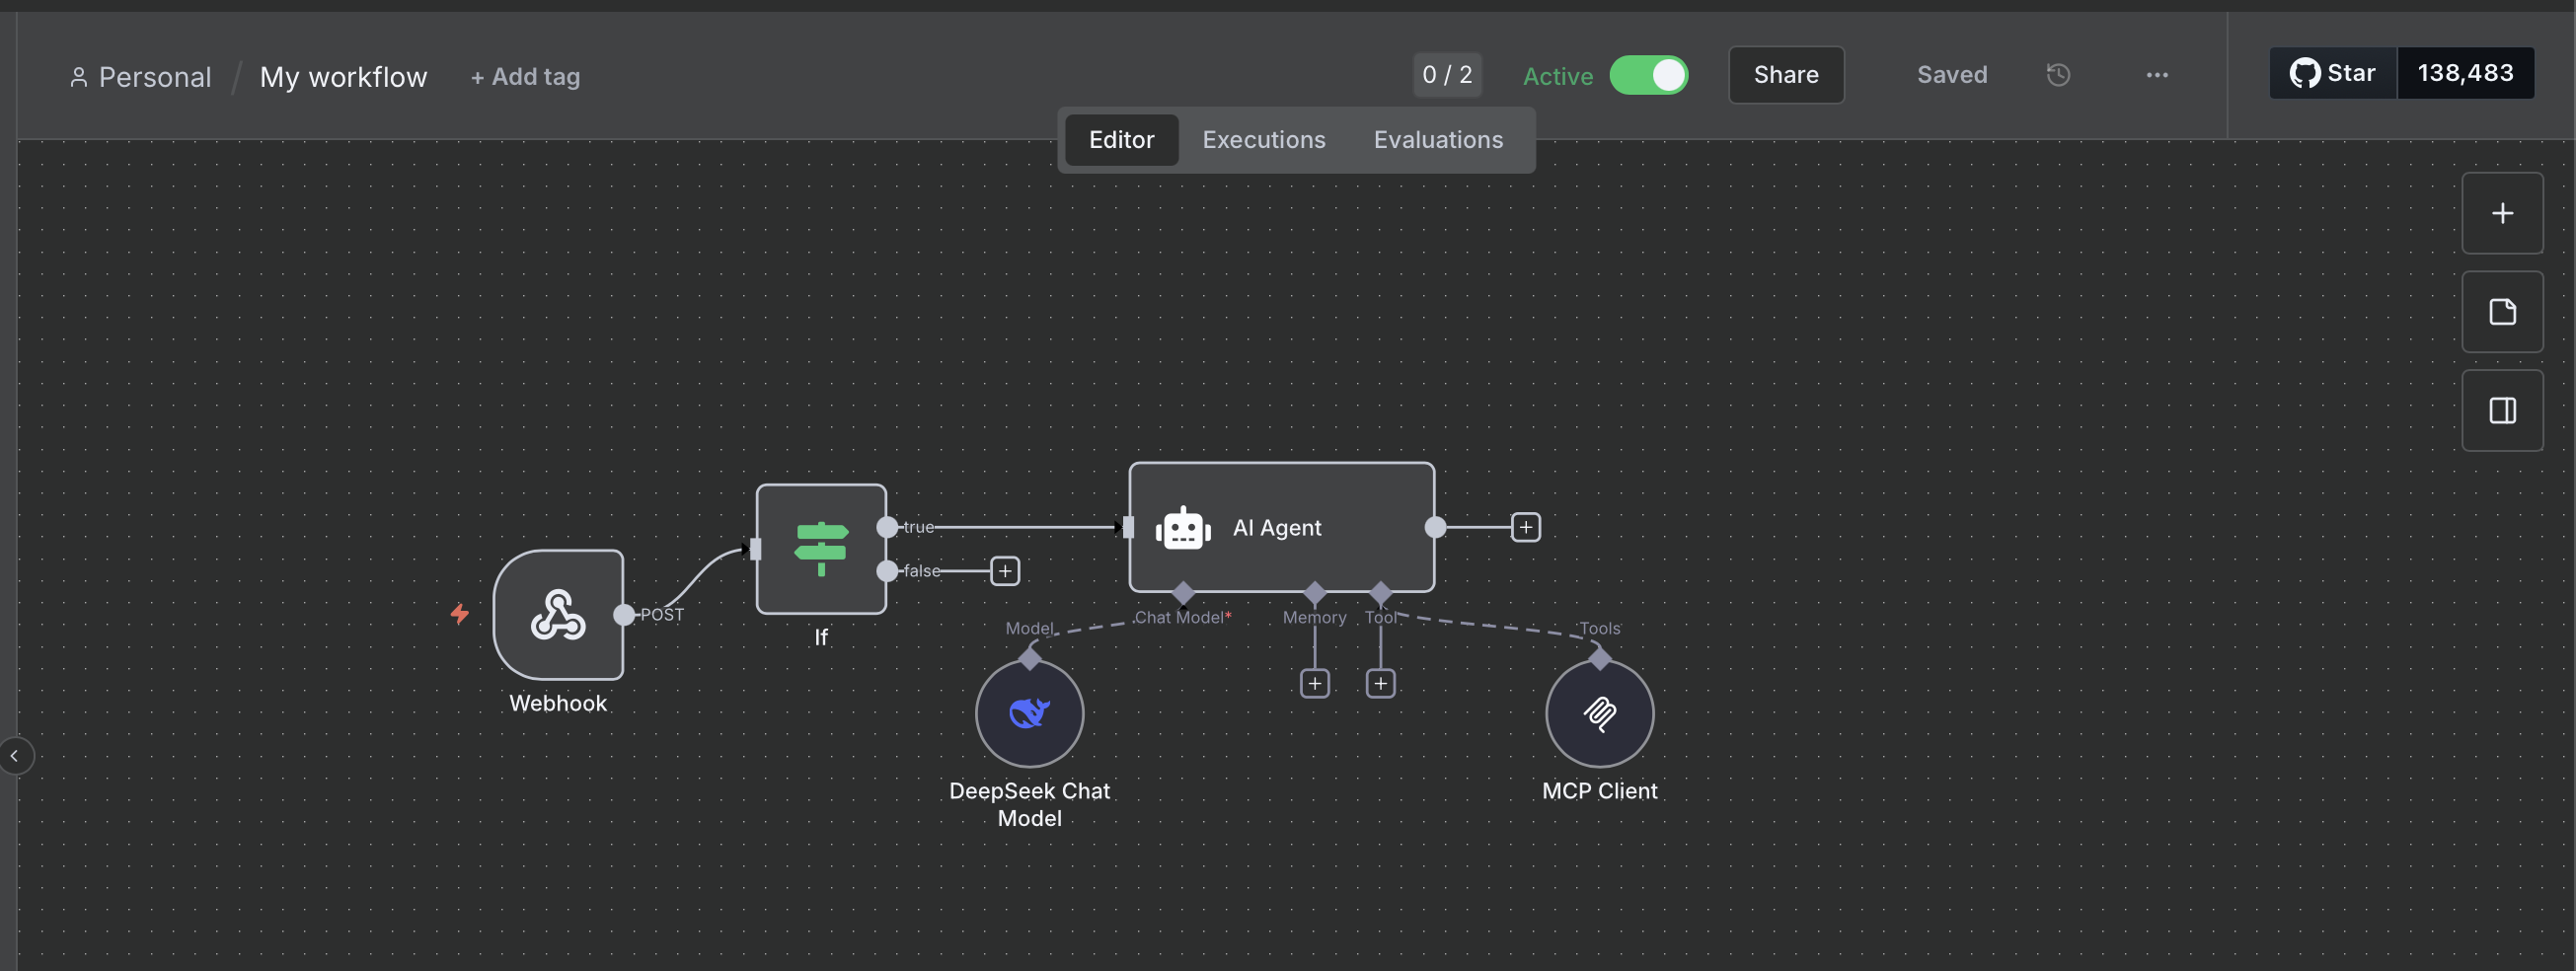 Personal / My workflow + Add tag 0 / 2 Active Share Saved ... Star 138,483
Editor Executions Evaluations
true AI Agent
false
POST
If
Chat Model* Memory Tool
Model Tools
Webhook
DeepSeek Chat
Model
MCP Client